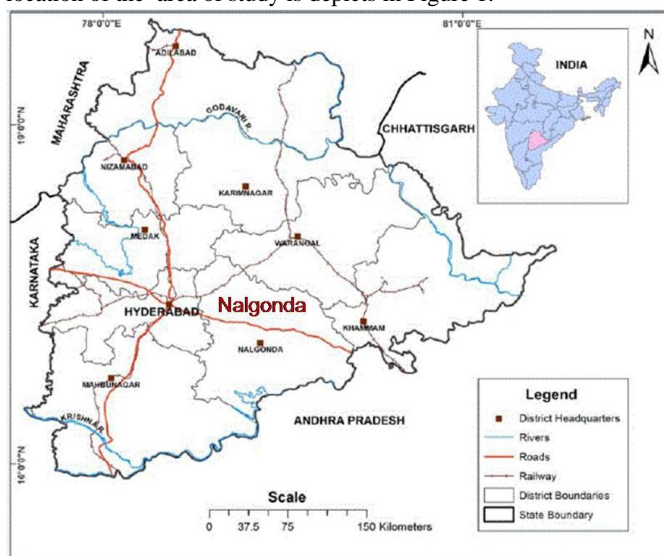 location of the area of study is depicts in Figure 1.
78°0'0"E
81°0'0"E
N
ADILABAD
INDIA
MAHARASHTRA
GODAVARI R.
19°0'0"N
CHHATTISGARH
NIZAMABAD
KARIMNAGAR
MEDAK
WARANGAL
KARNATAKA
Nalgonda
HYDERABAD
KHAMMAM
NALGONDA
MAHBUNAGAR
Legend
KRISHNA R.
ANDHRA PRADESH
District Headquarters
Rivers
16°0'0"N
Roads
Railway
Scale
District Boundaries
0 37.5 75 150 Kilometers
State Boundary